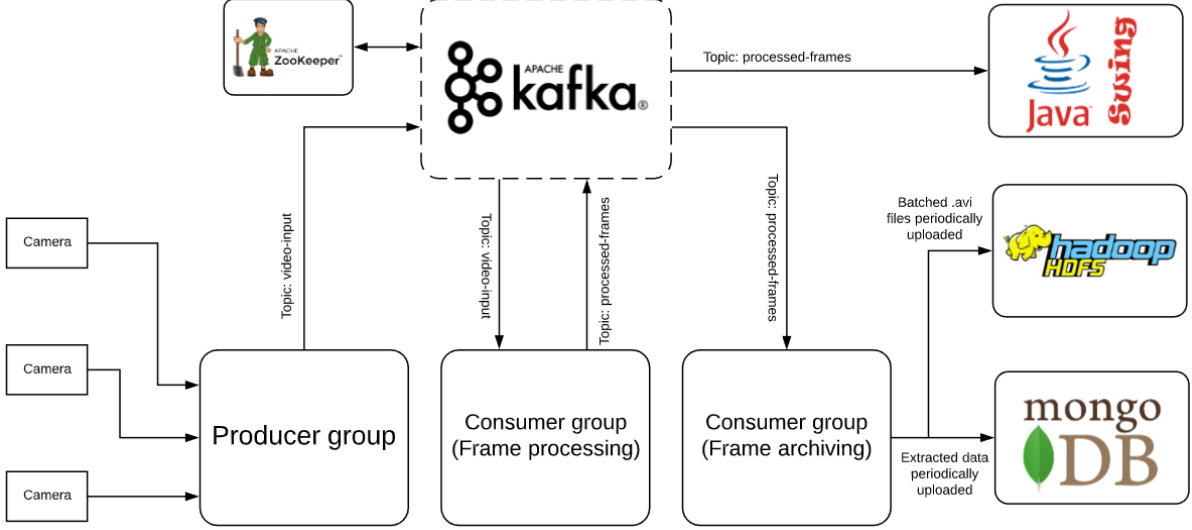 APACHE
ZooKeeper™
APACHE
kafka®
Topic: processed-frames
Java™
Swing
Topic: video-input
Topic: video-input
Topic: processed-frames
Topic: processed-frames
Batched .avi
files periodically
uploaded
hadoop
HDFS
Camera
Camera
Camera
Producer group
Consumer group
(Frame processing)
Consumer group
(Frame archiving)
Extracted data
periodically
uploaded
mongo
DB